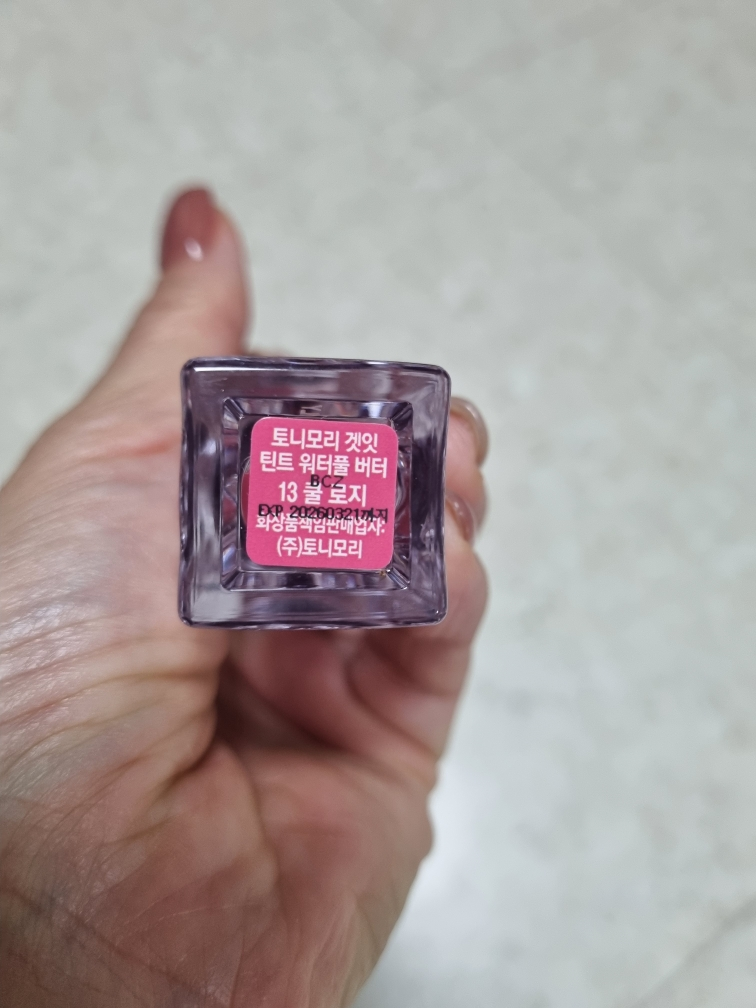 토니모리 겟잇
틴트 워터풀 버터
BCZ
13 쿨 로지
EXP 20260321까지
화장품책임판매업자:
(주)토니모리